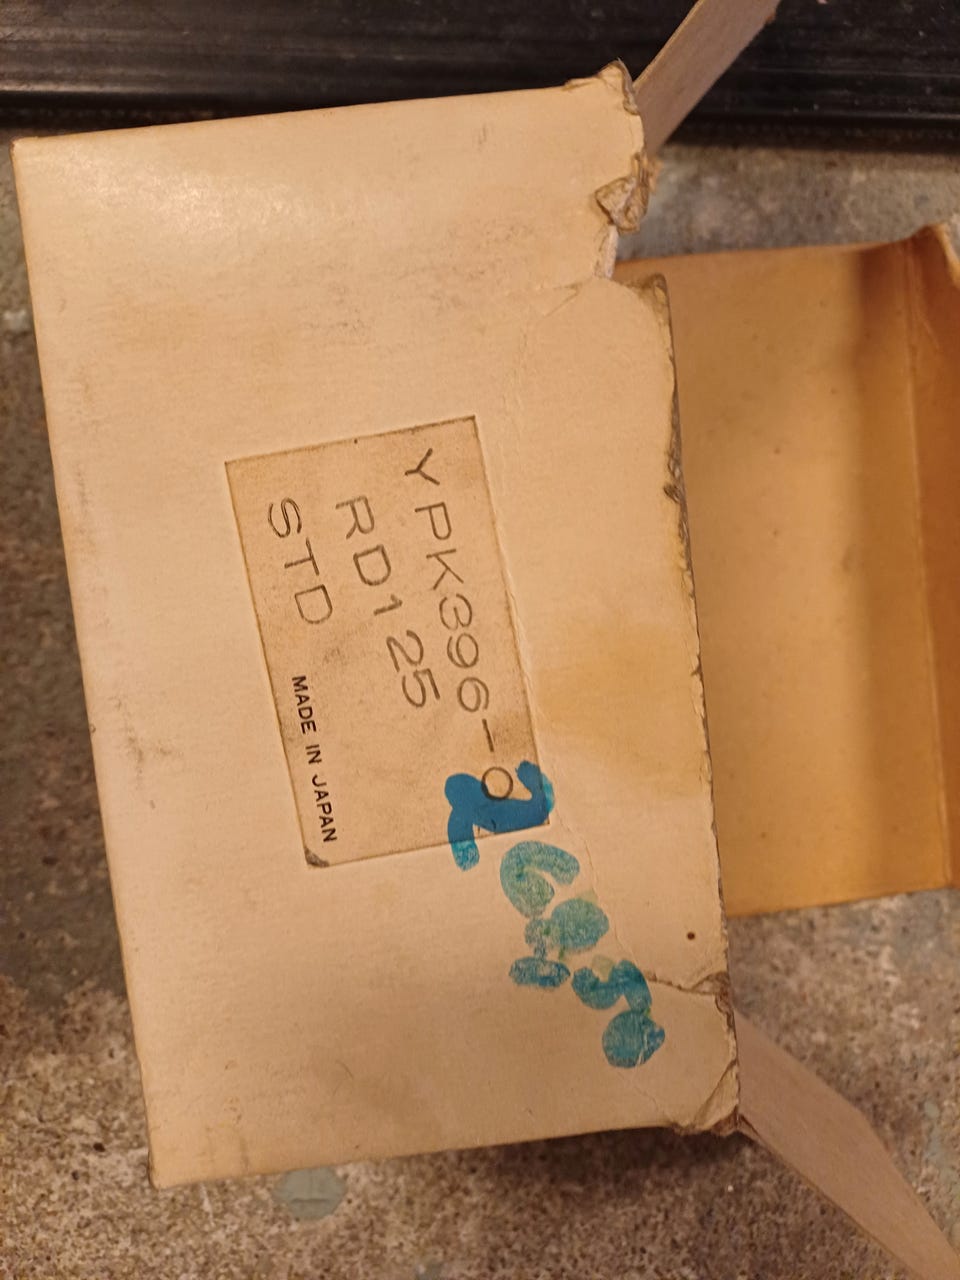 YPK396-0
RD125
STD
MADE IN JAPAN